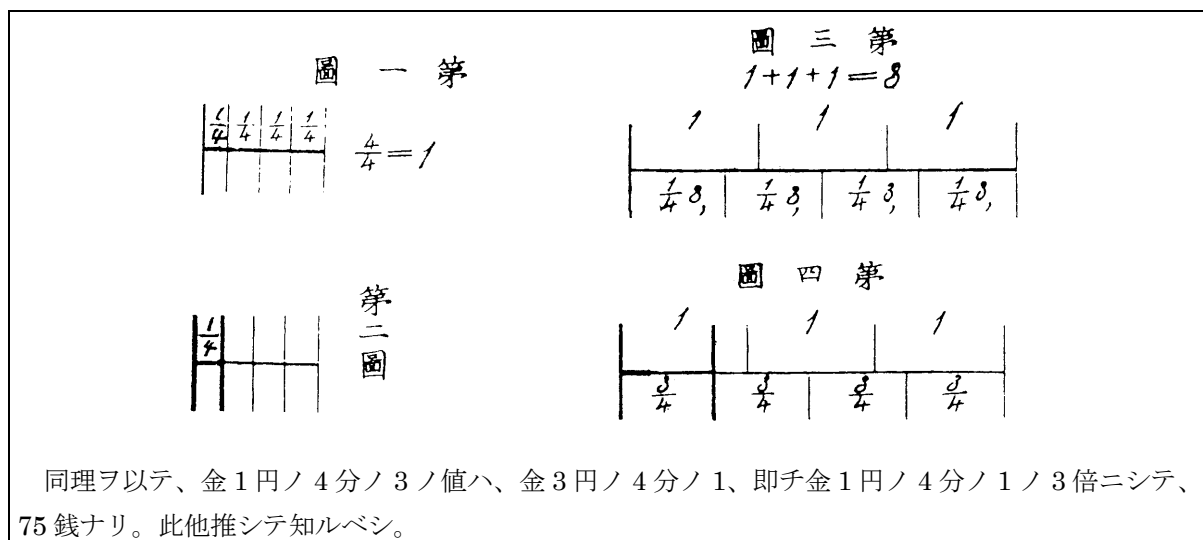 第一圖
1/4 1/4 1/4 1/4
4/4=1
第二圖
1/4
第三圖
1+1+1=3
1 1 1
1/4 3, 1/4 3, 1/4 3, 1/4 3,
第四圖
1 1 1
3/4 3/4 3/4 3/4
同理ヲ以テ、金1円ノ4分ノ3ノ値ハ、金3円ノ4分ノ1、即チ金1円ノ4分ノ1ノ3倍ニシテ、
75銭ナリ。此他推シテ知ルベシ。